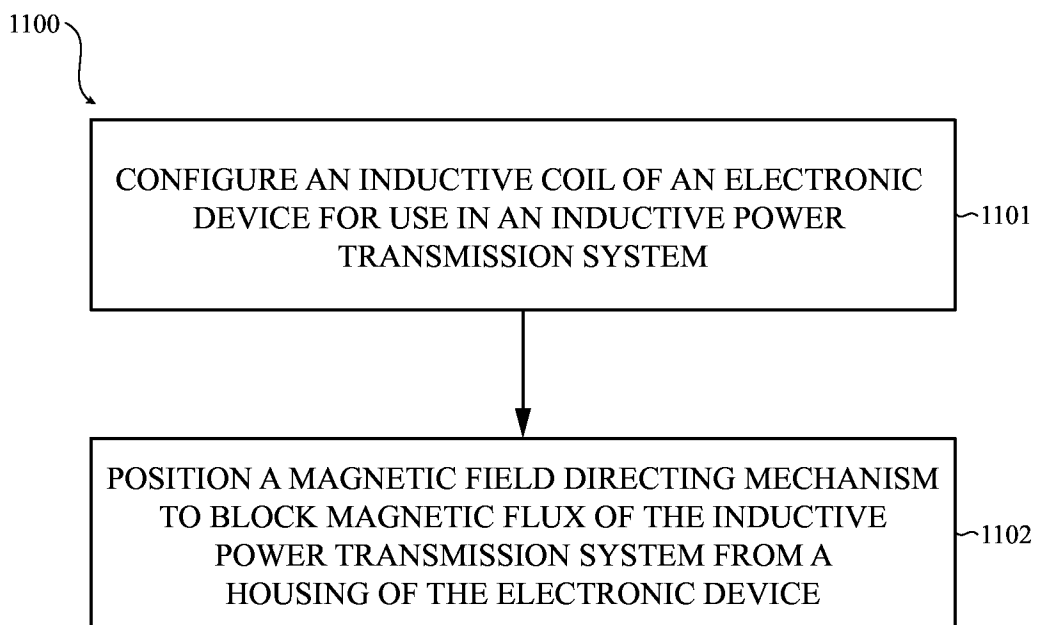 1100
CONFIGURE AN INDUCTIVE COIL OF AN ELECTRONIC
DEVICE FOR USE IN AN INDUCTIVE POWER
TRANSMISSION SYSTEM
1101
POSITION A MAGNETIC FIELD DIRECTING MECHANISM
TO BLOCK MAGNETIC FLUX OF THE INDUCTIVE
POWER TRANSMISSION SYSTEM FROM A
HOUSING OF THE ELECTRONIC DEVICE
1102